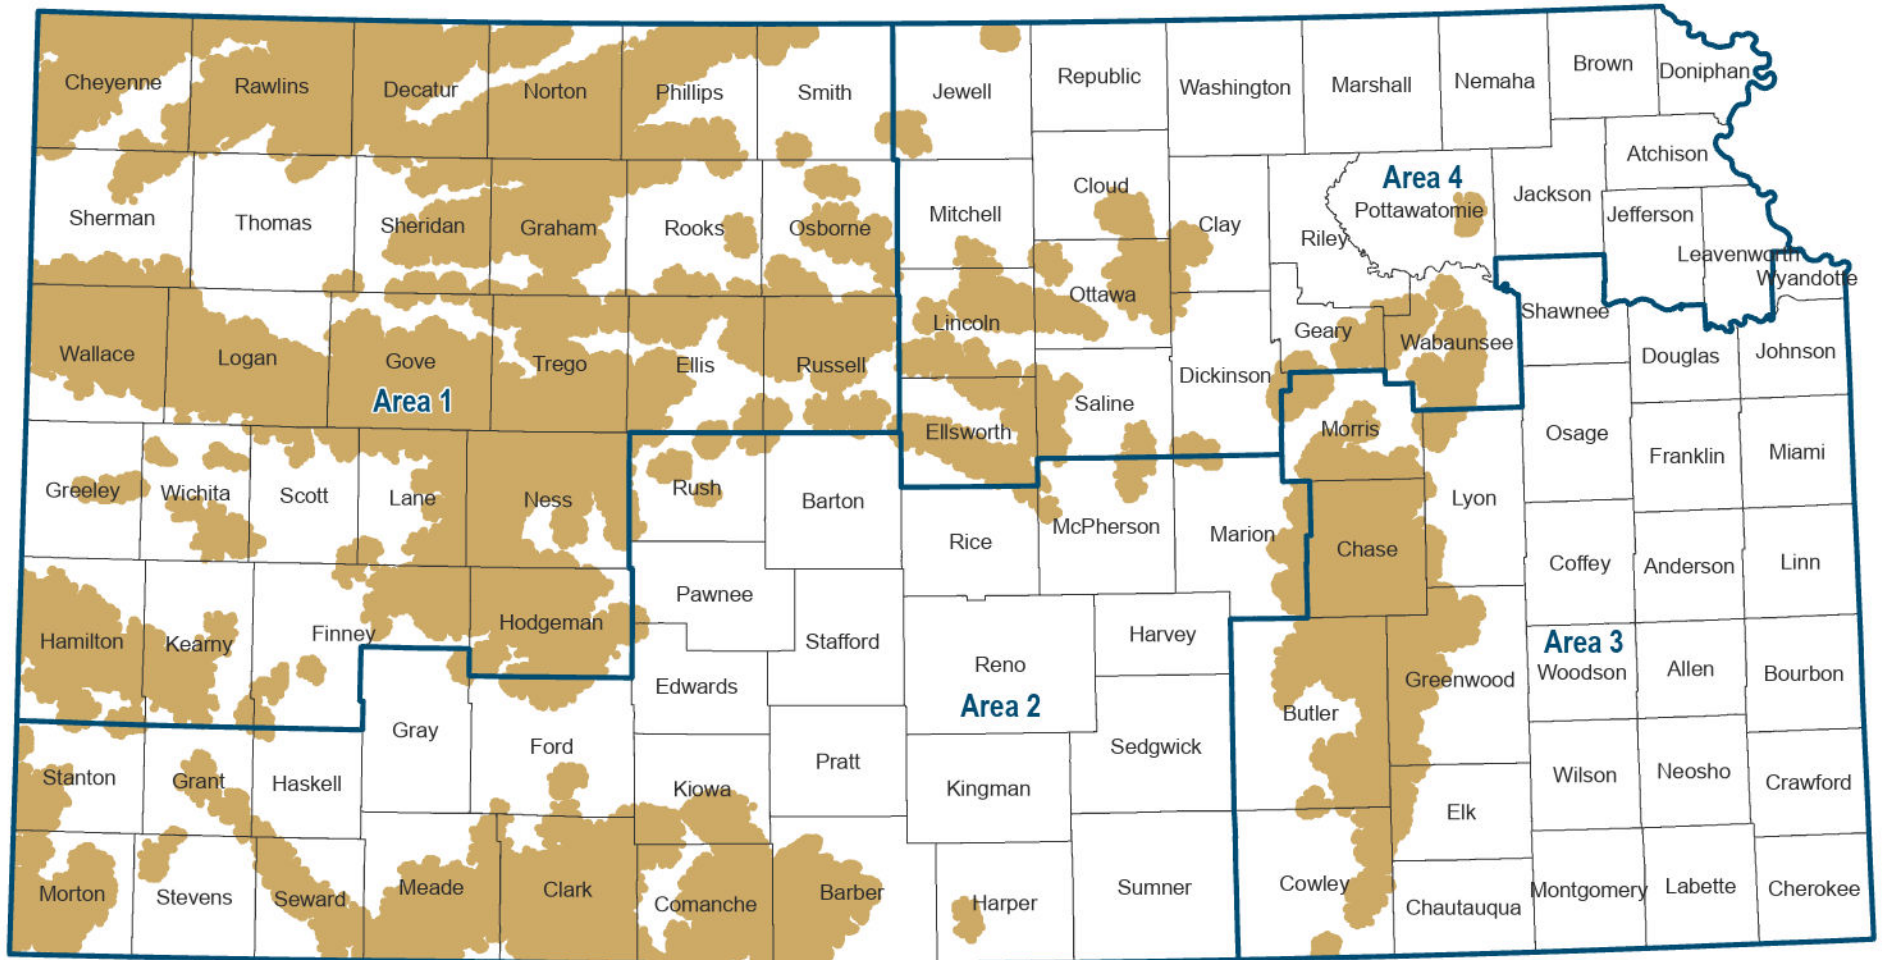 Cheyenne
Rawlins
Decatur
Norton
Phillips
Smith
Jewell
Republic
Washington
Marshall
Nemaha
Brown
Doniphan
Atchison
Sherman
Thomas
Sheridan
Graham
Rooks
Osborne
Mitchell
Cloud
Clay
Riley
Area 4
Pottawatomie
Jackson
Jefferson
Leavenworth
Wyandotte
Wallace
Logan
Gove
Area 1
Trego
Ellis
Russell
Lincoln
Ottawa
Geary
Wabaunsee
Shawnee
Douglas
Johnson
Saline
Dickinson
Ellsworth
Morris
Osage
Franklin
Miami
Greeley
Wichita
Scott
Lane
Ness
Rush
Barton
Rice
McPherson
Marion
Chase
Lyon
Coffey
Anderson
Linn
Hamilton
Kearny
Finney
Hodgeman
Pawnee
Stafford
Edwards
Reno
Area 2
Harvey
Butler
Greenwood
Area 3
Woodson
Allen
Bourbon
Stanton
Grant
Haskell
Gray
Ford
Kiowa
Pratt
Kingman
Sedgwick
Elk
Wilson
Neosho
Crawford
Morton
Stevens
Seward
Meade
Clark
Comanche
Barber
Harper
Sumner
Cowley
Chautauqua
Montgomery
Labette
Cherokee